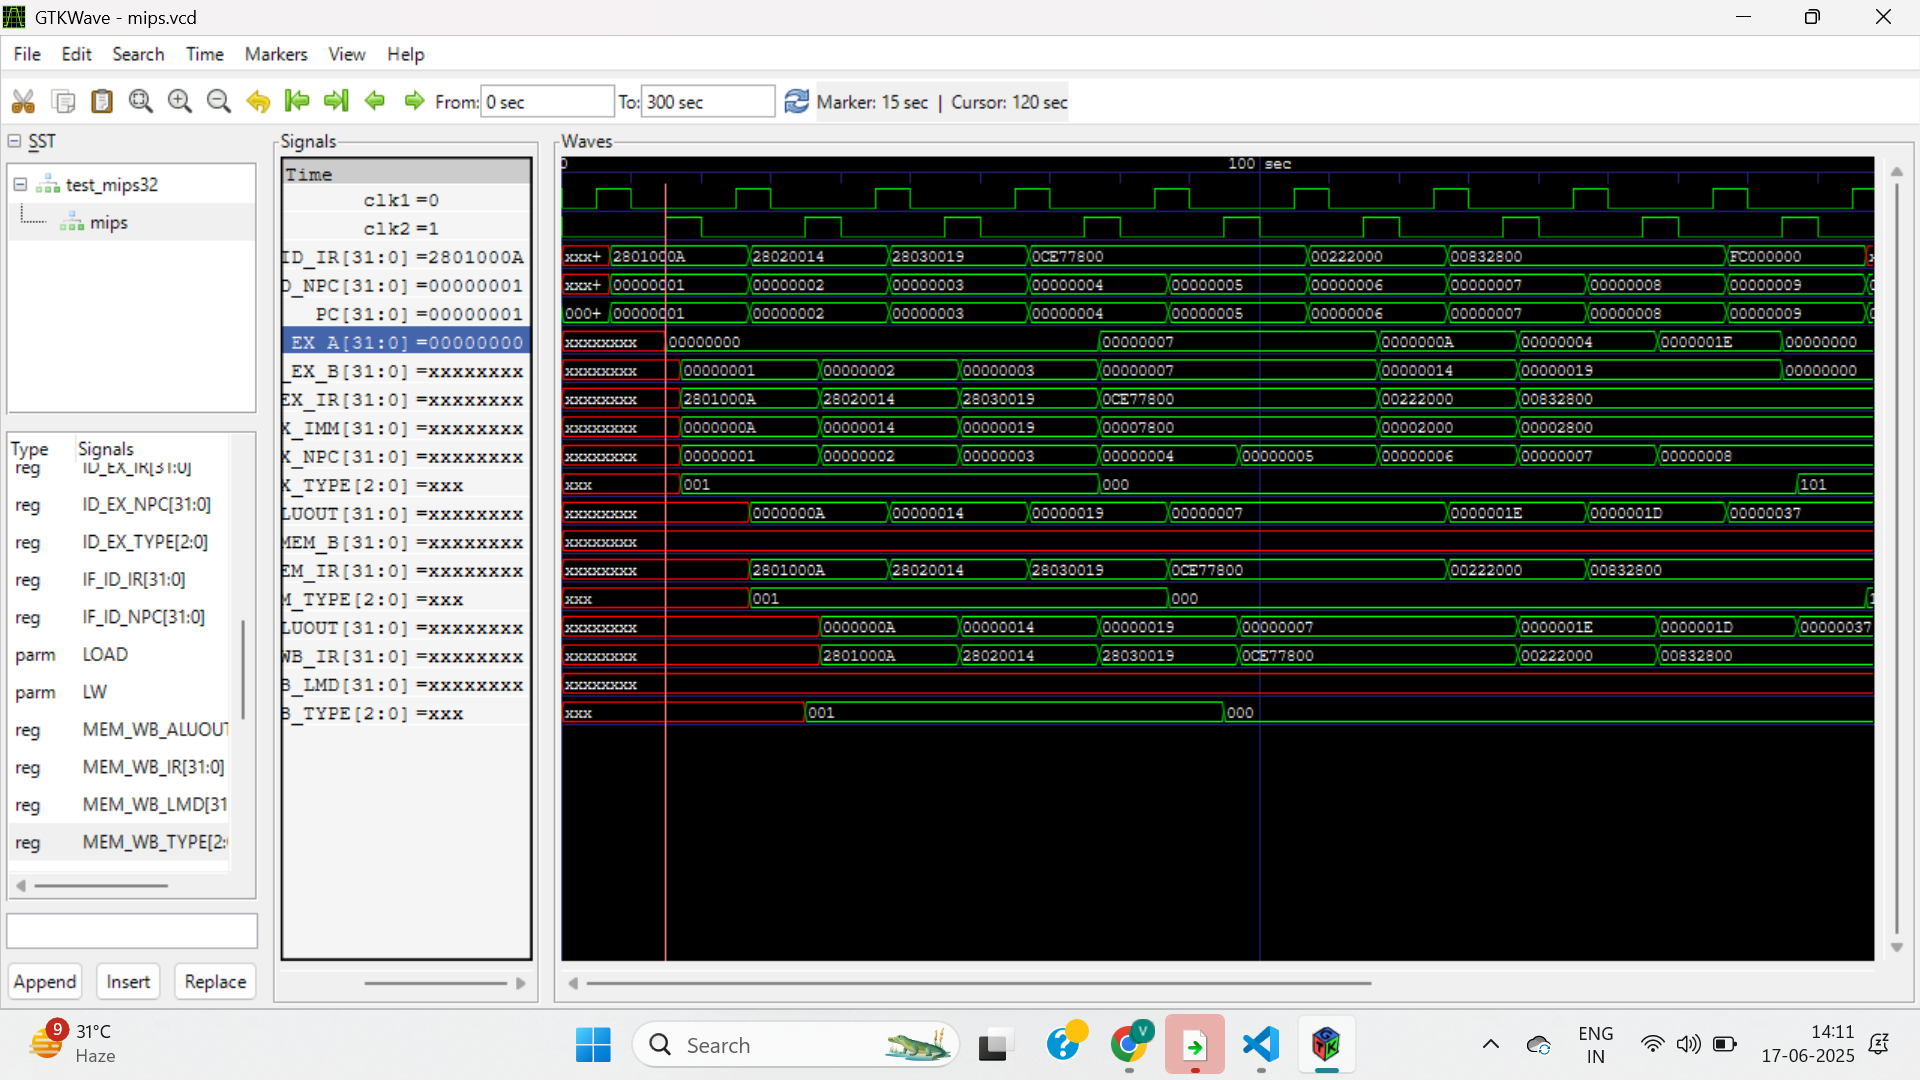 GTKWave - mips.vcd
File Edit Search Time Markers View Help
From: 0 sec To: 300 sec Marker: 15 sec | Cursor: 120 sec
SST
test_mips32
mips
Type Signals
reg ID_EX_IR[31:0]
reg ID_EX_NPC[31:0]
reg ID_EX_TYPE[2:0]
reg IF_ID_IR[31:0]
reg IF_ID_NPC[31:0]
parm LOAD
parm LW
reg MEM_WB_ALUOUT
reg MEM_WB_IR[31:0]
reg MEM_WB_LMD[31
reg MEM_WB_TYPE[2:
Append Insert Replace
Signals
Time
clk1 =0
clk2 =1
ID_IR[31:0] =2801000A
D_NPC[31:0] =00000001
PC[31:0] =00000001
EX_A[31:0] =00000000
_EX_B[31:0] =xxxxxxxx
EX_IR[31:0] =xxxxxxxx
X_IMM[31:0] =xxxxxxxx
X_NPC[31:0] =xxxxxxxx
X_TYPE[2:0] =xxx
LUOUT[31:0] =xxxxxxxx
MEM_B[31:0] =xxxxxxxx
EM_IR[31:0] =xxxxxxxx
M_TYPE[2:0] =xxx
LUOUT[31:0] =xxxxxxxx
WB_IR[31:0] =xxxxxxxx
B_LMD[31:0] =xxxxxxxx
B_TYPE[2:0] =xxx
Waves
0 100 sec
xxx+ 2801000A 28020014 28030019 0CE77800 00222000 00832800 FC000000
xxx+ 00000001 00000002 00000003 00000004 00000005 00000006 00000007 00000008 00000009
000+ 00000001 00000002 00000003 00000004 00000005 00000006 00000007 00000008 00000009
xxxxxxxx 00000000 00000007 0000000A 00000004 0000001E 00000000
xxxxxxxx 00000001 00000002 00000003 00000007 00000014 00000019 00000000
xxxxxxxx 2801000A 28020014 28030019 0CE77800 00222000 00832800
xxxxxxxx 0000000A 00000014 00000019 00007800 00002000 00002800
xxxxxxxx 00000001 00000002 00000003 00000004 00000005 00000006 00000007 00000008
xxx 001 000 101
xxxxxxxx 0000000A 00000014 00000019 00000007 0000001E 0000001D 00000037
xxxxxxxx
xxxxxxxx 2801000A 28020014 28030019 0CE77800 00222000 00832800
xxx 001 000
xxxxxxxx 0000000A 00000014 00000019 00000007 0000001E 0000001D 00000037
xxxxxxxx 2801000A 28020014 28030019 0CE77800 00222000 00832800
xxxxxxxx
xxx 001 000
9
31°C
Haze
Search
V
GTK
ENG
IN
14:11
17-06-2025